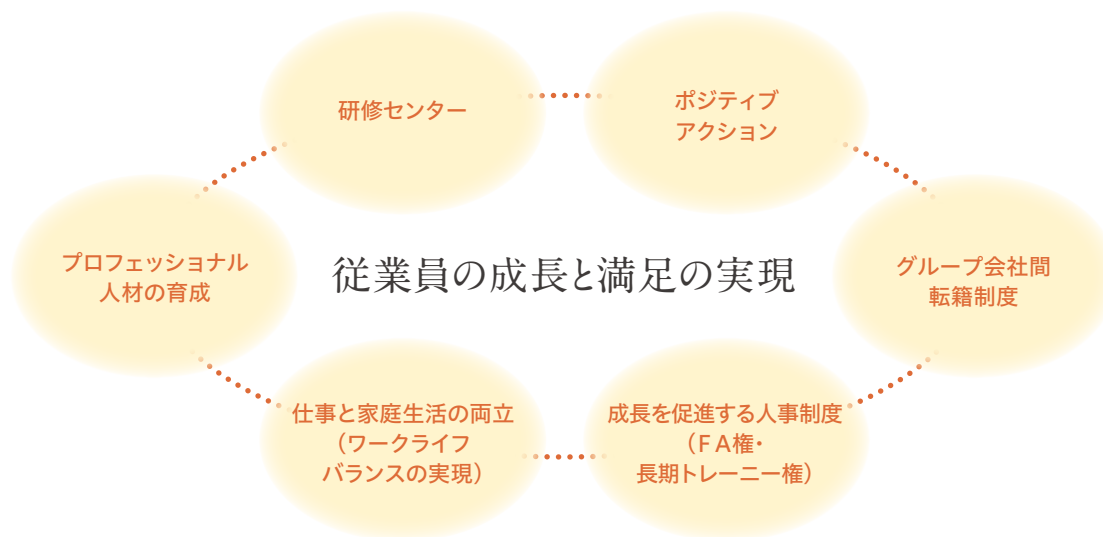 研修センター
ポジティブ
アクション
プロフェッショナル
人材の育成
従業員の成長と満足の実現
グループ会社間
転籍制度
仕事と家庭生活の両立
（ワークライフ
バランスの実現）
成長を促進する人事制度
（ＦＡ権・
長期トレーニー権）